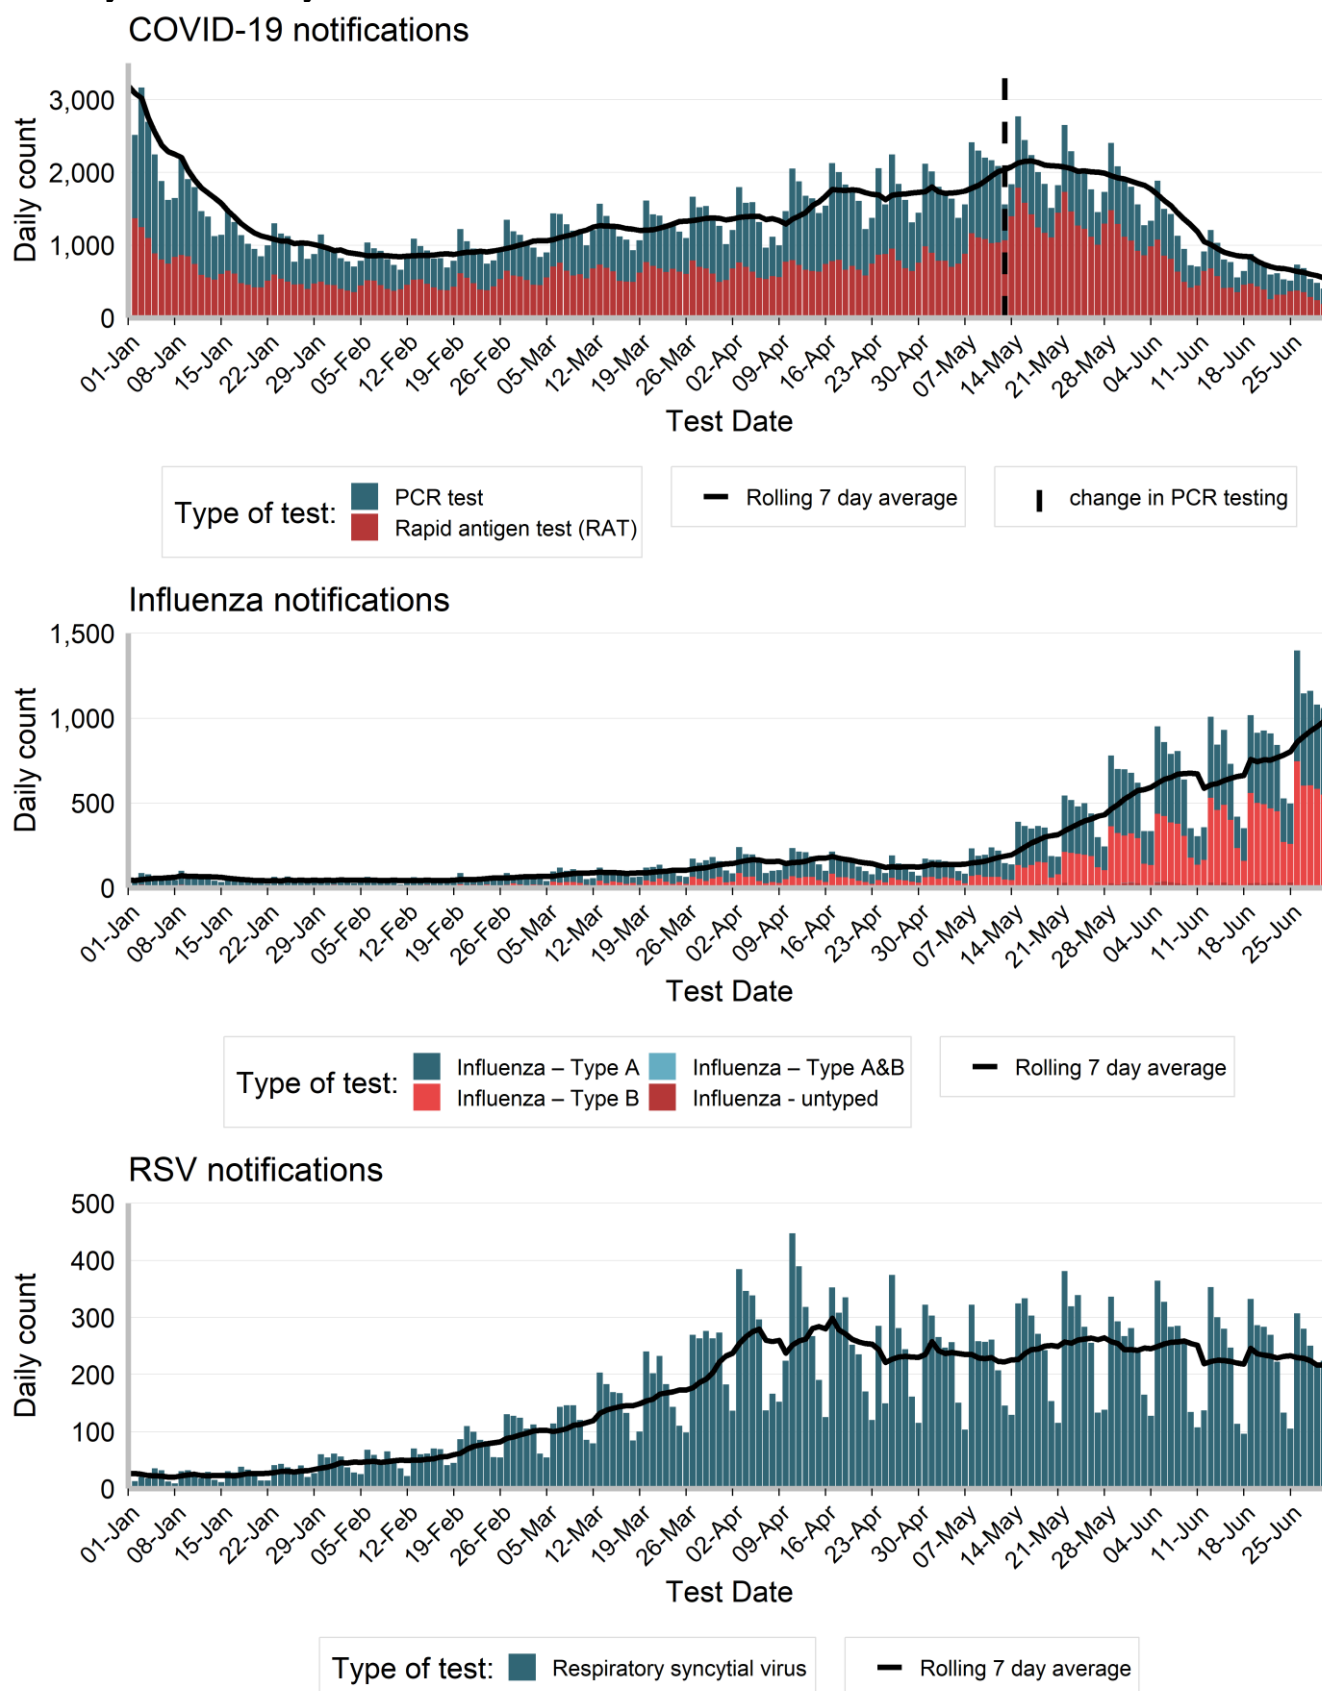 COVID-19 notifications
3,000
2,000
1,000
0
Daily count
01-Jan 08-Jan 15-Jan 22-Jan 29-Jan 05-Feb 12-Feb 19-Feb 26-Feb 05-Mar 12-Mar 19-Mar 26-Mar 02-Apr 09-Apr 16-Apr 23-Apr 30-Apr 07-May 14-May 21-May 28-May 04-Jun 11-Jun 18-Jun 25-Jun
Test Date
Type of test:
PCR test
Rapid antigen test (RAT)
Rolling 7 day average
change in PCR testing
Influenza notifications
1,500
1,000
500
0
Daily count
01-Jan 08-Jan 15-Jan 22-Jan 29-Jan 05-Feb 12-Feb 19-Feb 26-Feb 05-Mar 12-Mar 19-Mar 26-Mar 02-Apr 09-Apr 16-Apr 23-Apr 30-Apr 07-May 14-May 21-May 28-May 04-Jun 11-Jun 18-Jun 25-Jun
Test Date
Type of test:
Influenza – Type A
Influenza – Type A&B
Influenza – Type B
Influenza - untyped
Rolling 7 day average
RSV notifications
500
400
300
200
100
0
Daily count
01-Jan 08-Jan 15-Jan 22-Jan 29-Jan 05-Feb 12-Feb 19-Feb 26-Feb 05-Mar 12-Mar 19-Mar 26-Mar 02-Apr 09-Apr 16-Apr 23-Apr 30-Apr 07-May 14-May 21-May 28-May 04-Jun 11-Jun 18-Jun 25-Jun
Test Date
Type of test:
Respiratory syncytial virus
Rolling 7 day average